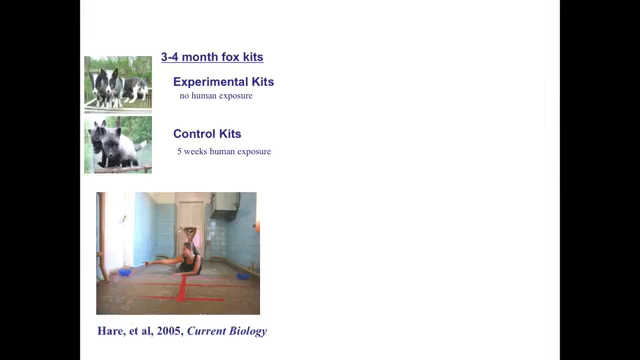 3-4 month fox kits
Experimental Kits
no human exposure
Control Kits
5 weeks human exposure
Hare, et al, 2005, Current Biology